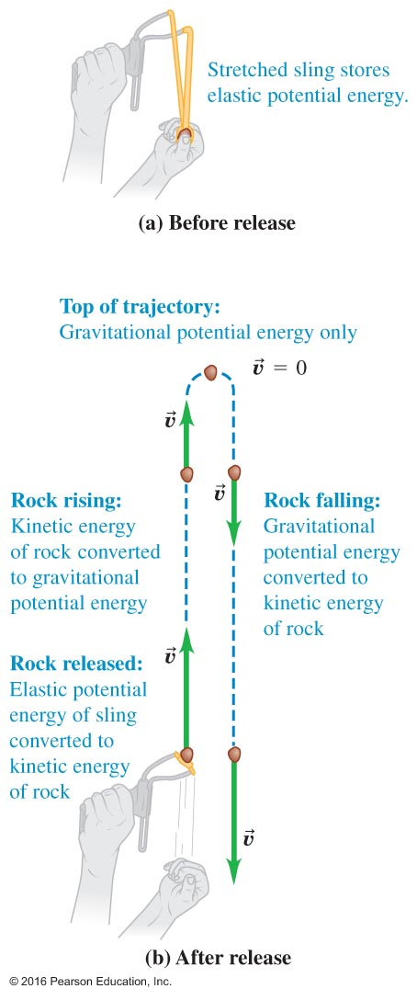 Stretched sling stores
elastic potential energy.
(a) Before release
Top of trajectory:
Gravitational potential energy only
v⃗ = 0
v⃗
v⃗
Rock rising:
Kinetic energy
of rock converted
to gravitational
potential energy
Rock falling:
Gravitational
potential energy
converted to
kinetic energy
of rock
v⃗
Rock released:
Elastic potential
energy of sling
converted to
kinetic energy
of rock
v⃗
(b) After release
© 2016 Pearson Education, Inc.